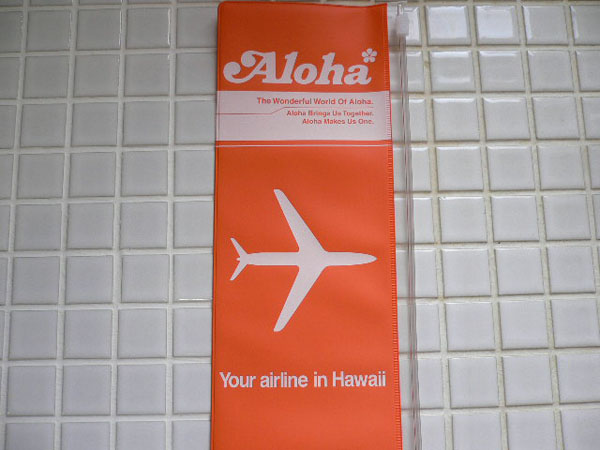 Aloha
The Wonderful World Of Aloha.
Aloha Brings Us Together.
Aloha Makes Us One.
Your airline in Hawaii